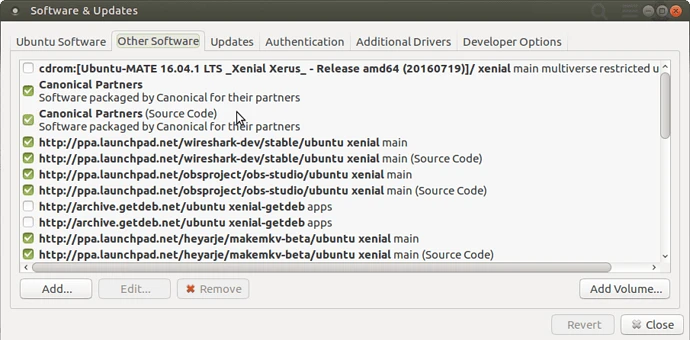 Software & Updates
Ubuntu Software Other Software Updates Authentication Additional Drivers Developer Options
cdrom:[Ubuntu-MATE 16.04.1 LTS _Xenial Xerus_ - Release amd64 (20160719)]/ xenial main multiverse restricted u
Canonical Partners
Software packaged by Canonical for their partners
Canonical Partners (Source Code)
Software packaged by Canonical for their partners
http://ppa.launchpad.net/wireshark-dev/stable/ubuntu xenial main
http://ppa.launchpad.net/wireshark-dev/stable/ubuntu xenial main (Source Code)
http://ppa.launchpad.net/obsproject/obs-studio/ubuntu xenial main
http://ppa.launchpad.net/obsproject/obs-studio/ubuntu xenial main (Source Code)
http://archive.getdeb.net/ubuntu xenial-getdeb apps
http://archive.getdeb.net/ubuntu xenial-getdeb apps
http://ppa.launchpad.net/heyarje/makemkv-beta/ubuntu xenial main
http://ppa.launchpad.net/heyarje/makemkv-beta/ubuntu xenial main (Source Code)
Add... Edit... Remove Add Volume...
Revert Close